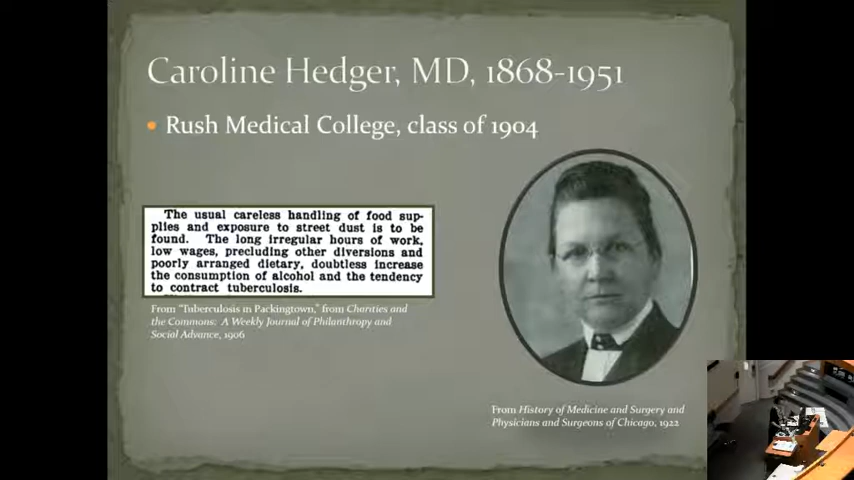 Caroline Hedger, MD, 1868-1951
Rush Medical College, class of 1904
The usual careless handling of food sup-
plies and exposure to street dust is to be
found. The long irregular hours of work,
low wages, precluding other diversions and
poorly arranged dietary, doubtless increase
the consumption of alcohol and the tendency
to contract tuberculosis.
From "Tuberculosis in Packingtown," from Charities and
the Commons: A Weekly Journal of Philanthropy and
Social Advance, 1906
From History of Medicine and Surgery and
Physicians and Surgeons of Chicago, 1922